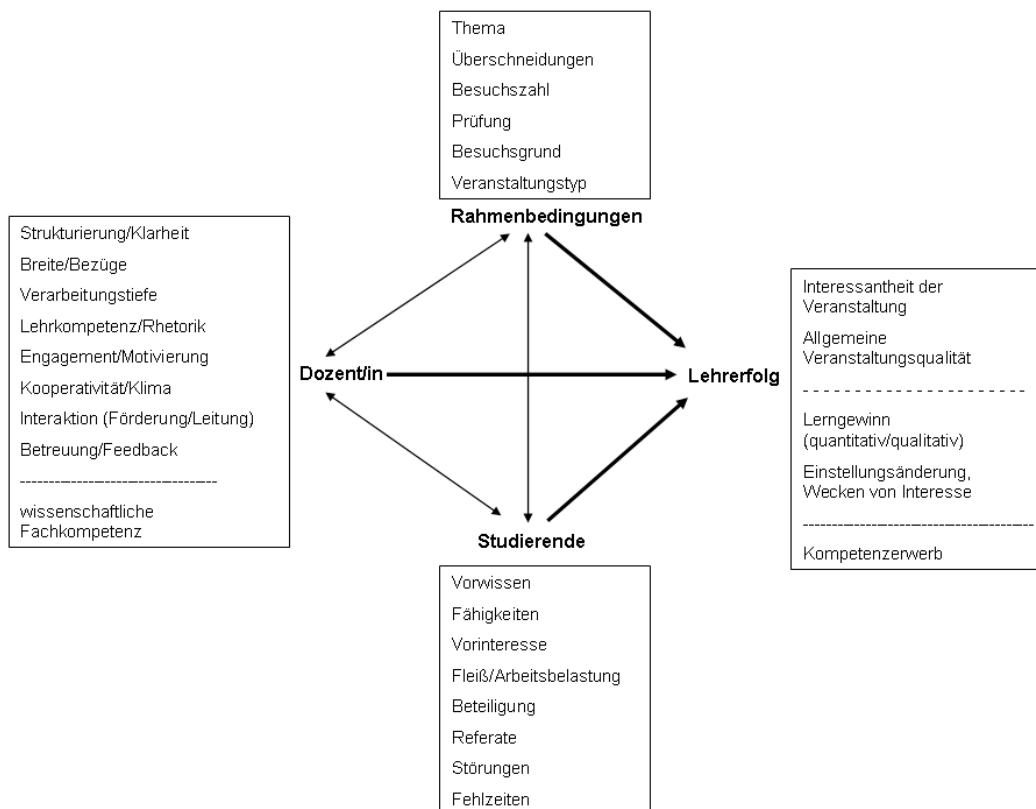 Thema
Überschneidungen
Besuchszahl
Prüfung
Besuchsgrund
Veranstaltungstyp
Rahmenbedingungen
Strukturierung/Klarheit
Breite/Bezüge
Verarbeitungstiefe
Lehrkompetenz/Rhetorik
Engagement/Motivierung
Kooperativität/Klima
Interaktion (Förderung/Leitung)
Betreuung/Feedback
wissenschaftliche
Fachkompetenz
Dozent/in
Lehrerfolg
Interessantheit der
Veranstaltung
Allgemeine
Veranstaltungsqualität
Lerngewinn
(quantitativ/qualitativ)
Einstellungsänderung,
Wecken von Interesse
Kompetenzerwerb
Studierende
Vorwissen
Fähigkeiten
Vorinteresse
Fleiß/Arbeitsbelastung
Beteiligung
Referate
Störungen
Fehlzeiten